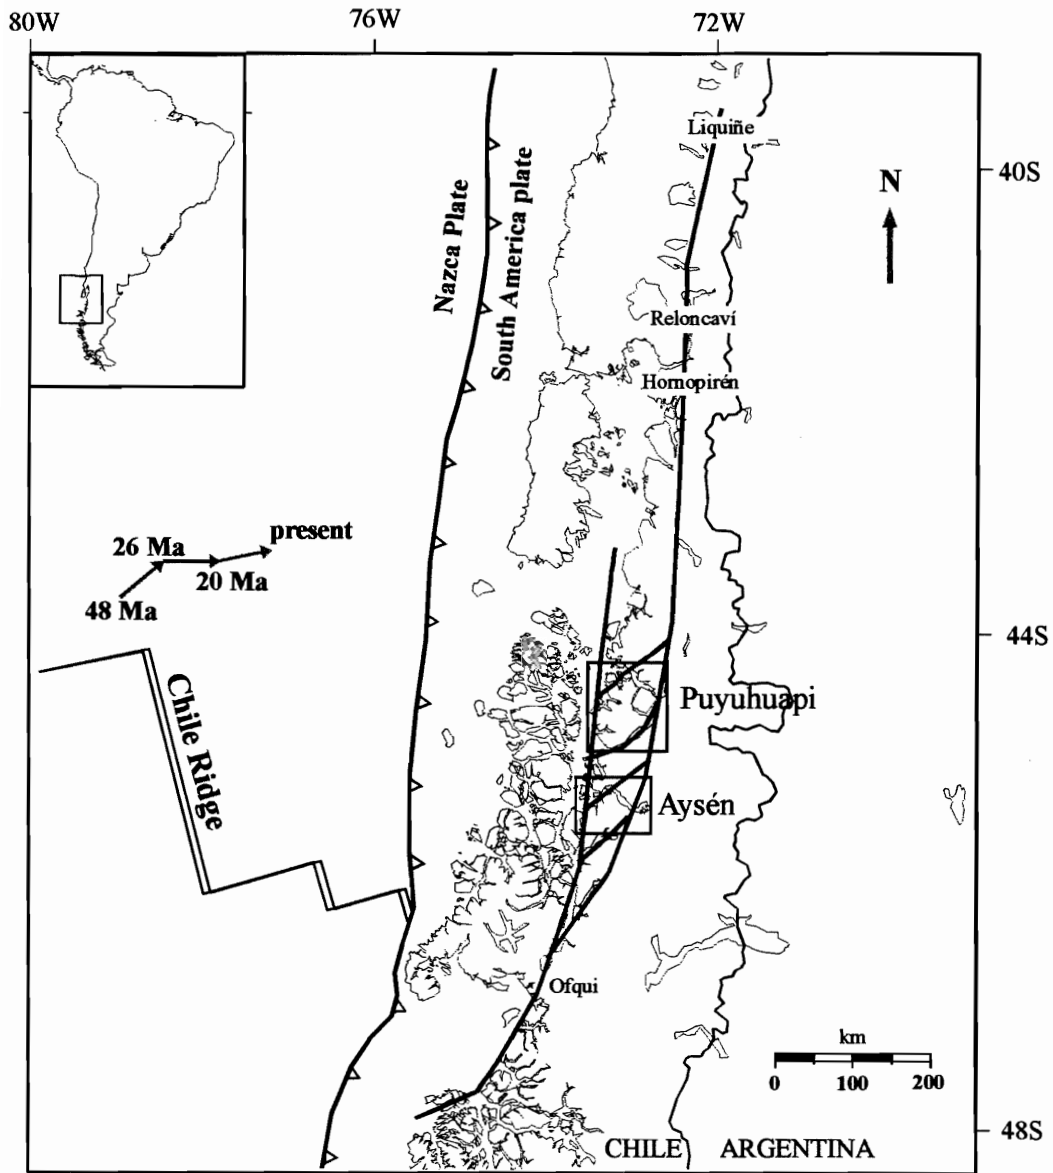 80W
76W
72W
Liquiñe
40S
N
Nazca Plate
South America plate
Reloncaví
Hornopirén
present
26 Ma
20 Ma
48 Ma
44S
Chile Ridge
Puyuhuapi
Aysén
Ofqui
km
0 100 200
48S
CHILE ARGENTINA